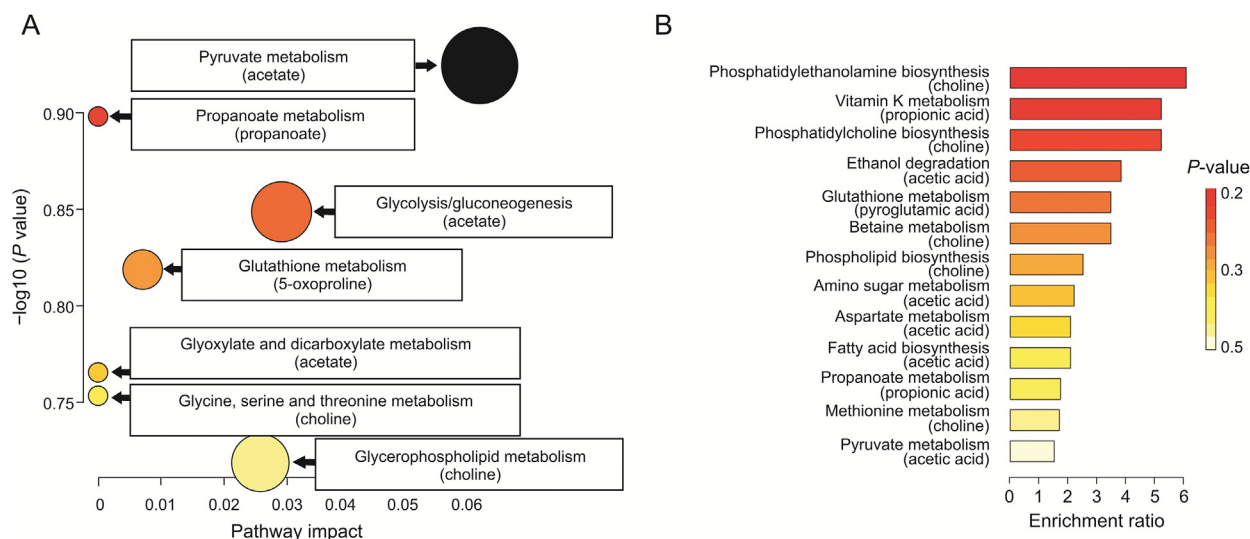 A
Pyruvate metabolism
(acetate)
Propanoate metabolism
(propanoate)
Glycolysis/gluconeogenesis
(acetate)
Glutathione metabolism
(5-oxoproline)
Glyoxylate and dicarboxylate metabolism
(acetate)
Glycine, serine and threonine metabolism
(choline)
Glycerophospholipid metabolism
(choline)
−log10 (P value)
0.90
0.85
0.80
0.75
0 0.01 0.02 0.03 0.04 0.05 0.06
Pathway impact
B
Phosphatidylethanolamine biosynthesis
(choline)
Vitamin K metabolism
(propionic acid)
Phosphatidylcholine biosynthesis
(choline)
Ethanol degradation
(acetic acid)
Glutathione metabolism
(pyroglutamic acid)
Betaine metabolism
(choline)
Phospholipid biosynthesis
(choline)
Amino sugar metabolism
(acetic acid)
Aspartate metabolism
(acetic acid)
Fatty acid biosynthesis
(acetic acid)
Propanoate metabolism
(propionic acid)
Methionine metabolism
(choline)
Pyruvate metabolism
(acetic acid)
0 1 2 3 4 5 6
Enrichment ratio
P-value
0.2
0.3
0.5